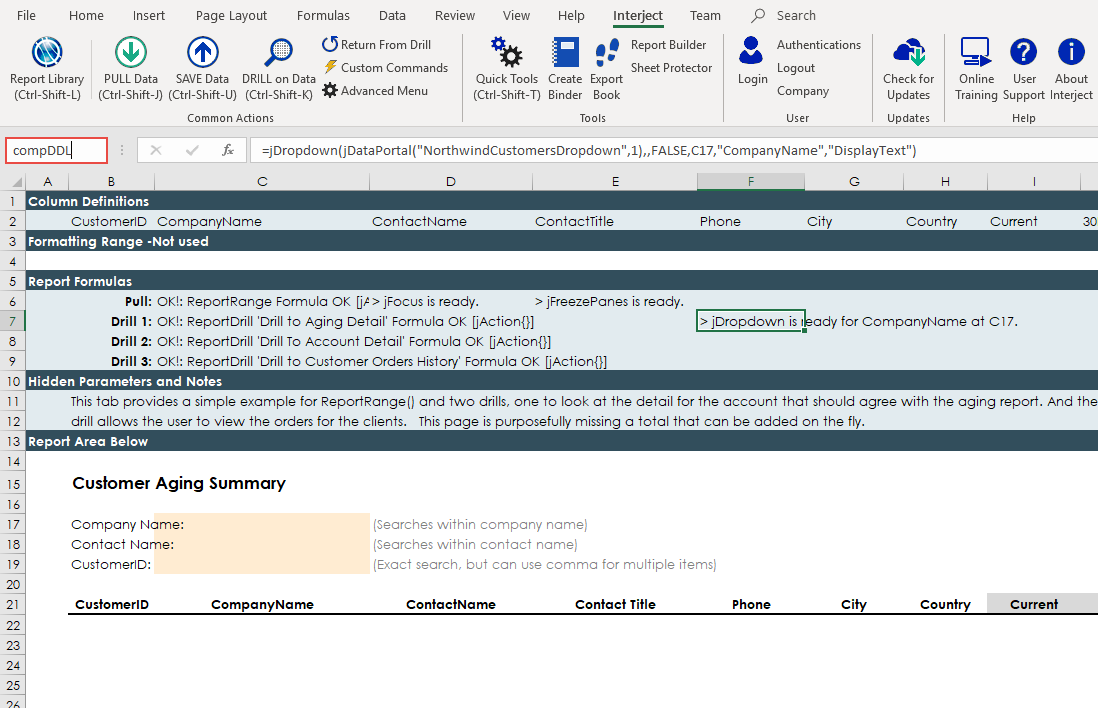 File Home Insert Page Layout Formulas Data Review View Help Interject Team Search
Report Library (Ctrl-Shift-L)
PULL Data (Ctrl-Shift-J)
SAVE Data (Ctrl-Shift-U)
DRILL on Data (Ctrl-Shift-K)
Return From Drill
Custom Commands
Advanced Menu
Common Actions
Quick Tools (Ctrl-Shift-T)
Create Binder
Export Book
Report Builder
Sheet Protector
Tools
Login
Authentications
Logout
Company
User
Check for Updates
Updates
Online Training
User Support
About Interject
Help
compDDL fx =jDropdown(jDataPortal("NorthwindCustomersDropdown",1),,FALSE,C17,"CompanyName","DisplayText")
A B C D E F G H I
1 Column Definitions
2 CustomerID CompanyName ContactName ContactTitle Phone City Country Current 30
3 Formatting Range -Not used
4
5 Report Formulas
6 Pull: OK!: ReportRange Formula OK [jA > jFocus is ready. > jFreezePanes is ready.
7 Drill 1: OK!: ReportDrill 'Drill to Aging Detail' Formula OK [jAction{}] > jDropdown is ready for CompanyName at C17.
8 Drill 2: OK!: ReportDrill 'Drill To Account Detail' Formula OK [jAction{}]
9 Drill 3: OK!: ReportDrill 'Drill to Customer Orders History' Formula OK [jAction{}]
10 Hidden Parameters and Notes
11 This tab provides a simple example for ReportRange() and two drills, one to look at the detail for the account that should agree with the aging report. And the
12 drill allows the user to view the orders for the clients. This page is purposefully missing a total that can be added on the fly.
13 Report Area Below
14
15 Customer Aging Summary
16
17 Company Name: (Searches within company name)
18 Contact Name: (Searches within contact name)
19 CustomerID: (Exact search, but can use comma for multiple items)
20
21 CustomerID CompanyName ContactName Contact Title Phone City Country Current
22
23
24
25
26